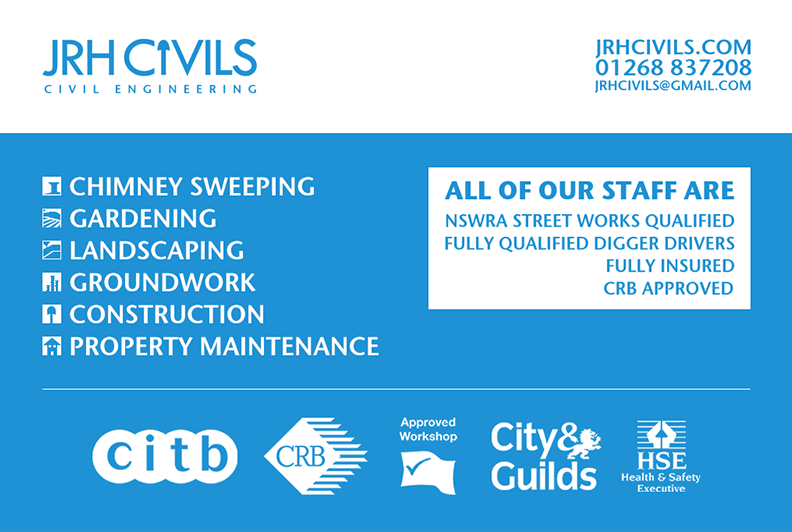 JRH CIVILS
CIVIL ENGINEERING
JRHCIVILS.COM
01268 837208
JRHCIVILS@GMAIL.COM
CHIMNEY SWEEPING
GARDENING
LANDSCAPING
GROUNDWORK
CONSTRUCTION
PROPERTY MAINTENANCE
ALL OF OUR STAFF ARE
NSWRA STREET WORKS QUALIFIED
FULLY QUALIFIED DIGGER DRIVERS
FULLY INSURED
CRB APPROVED
citb
CRB
Approved
Workshop
City&
Guilds
HSE
Health & Safety
Executive